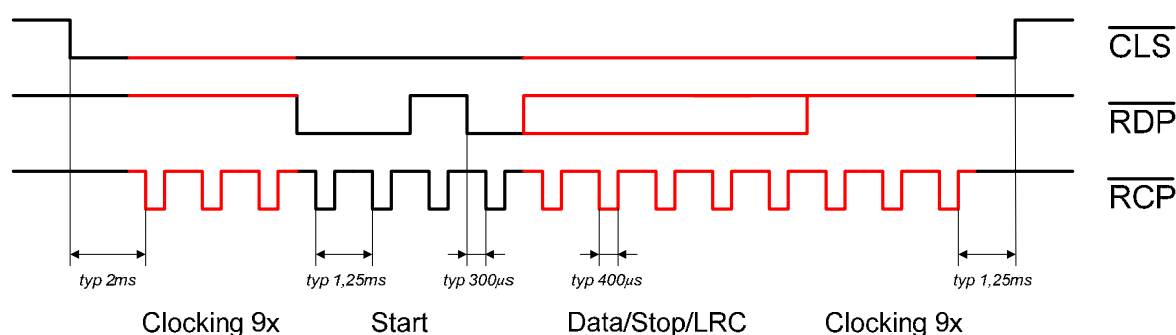 CLS
RDP
RCP
typ 2ms
typ 1,25ms
typ 300µs
typ 400µs
typ 1,25ms
Clocking 9x
Start
Data/Stop/LRC
Clocking 9x